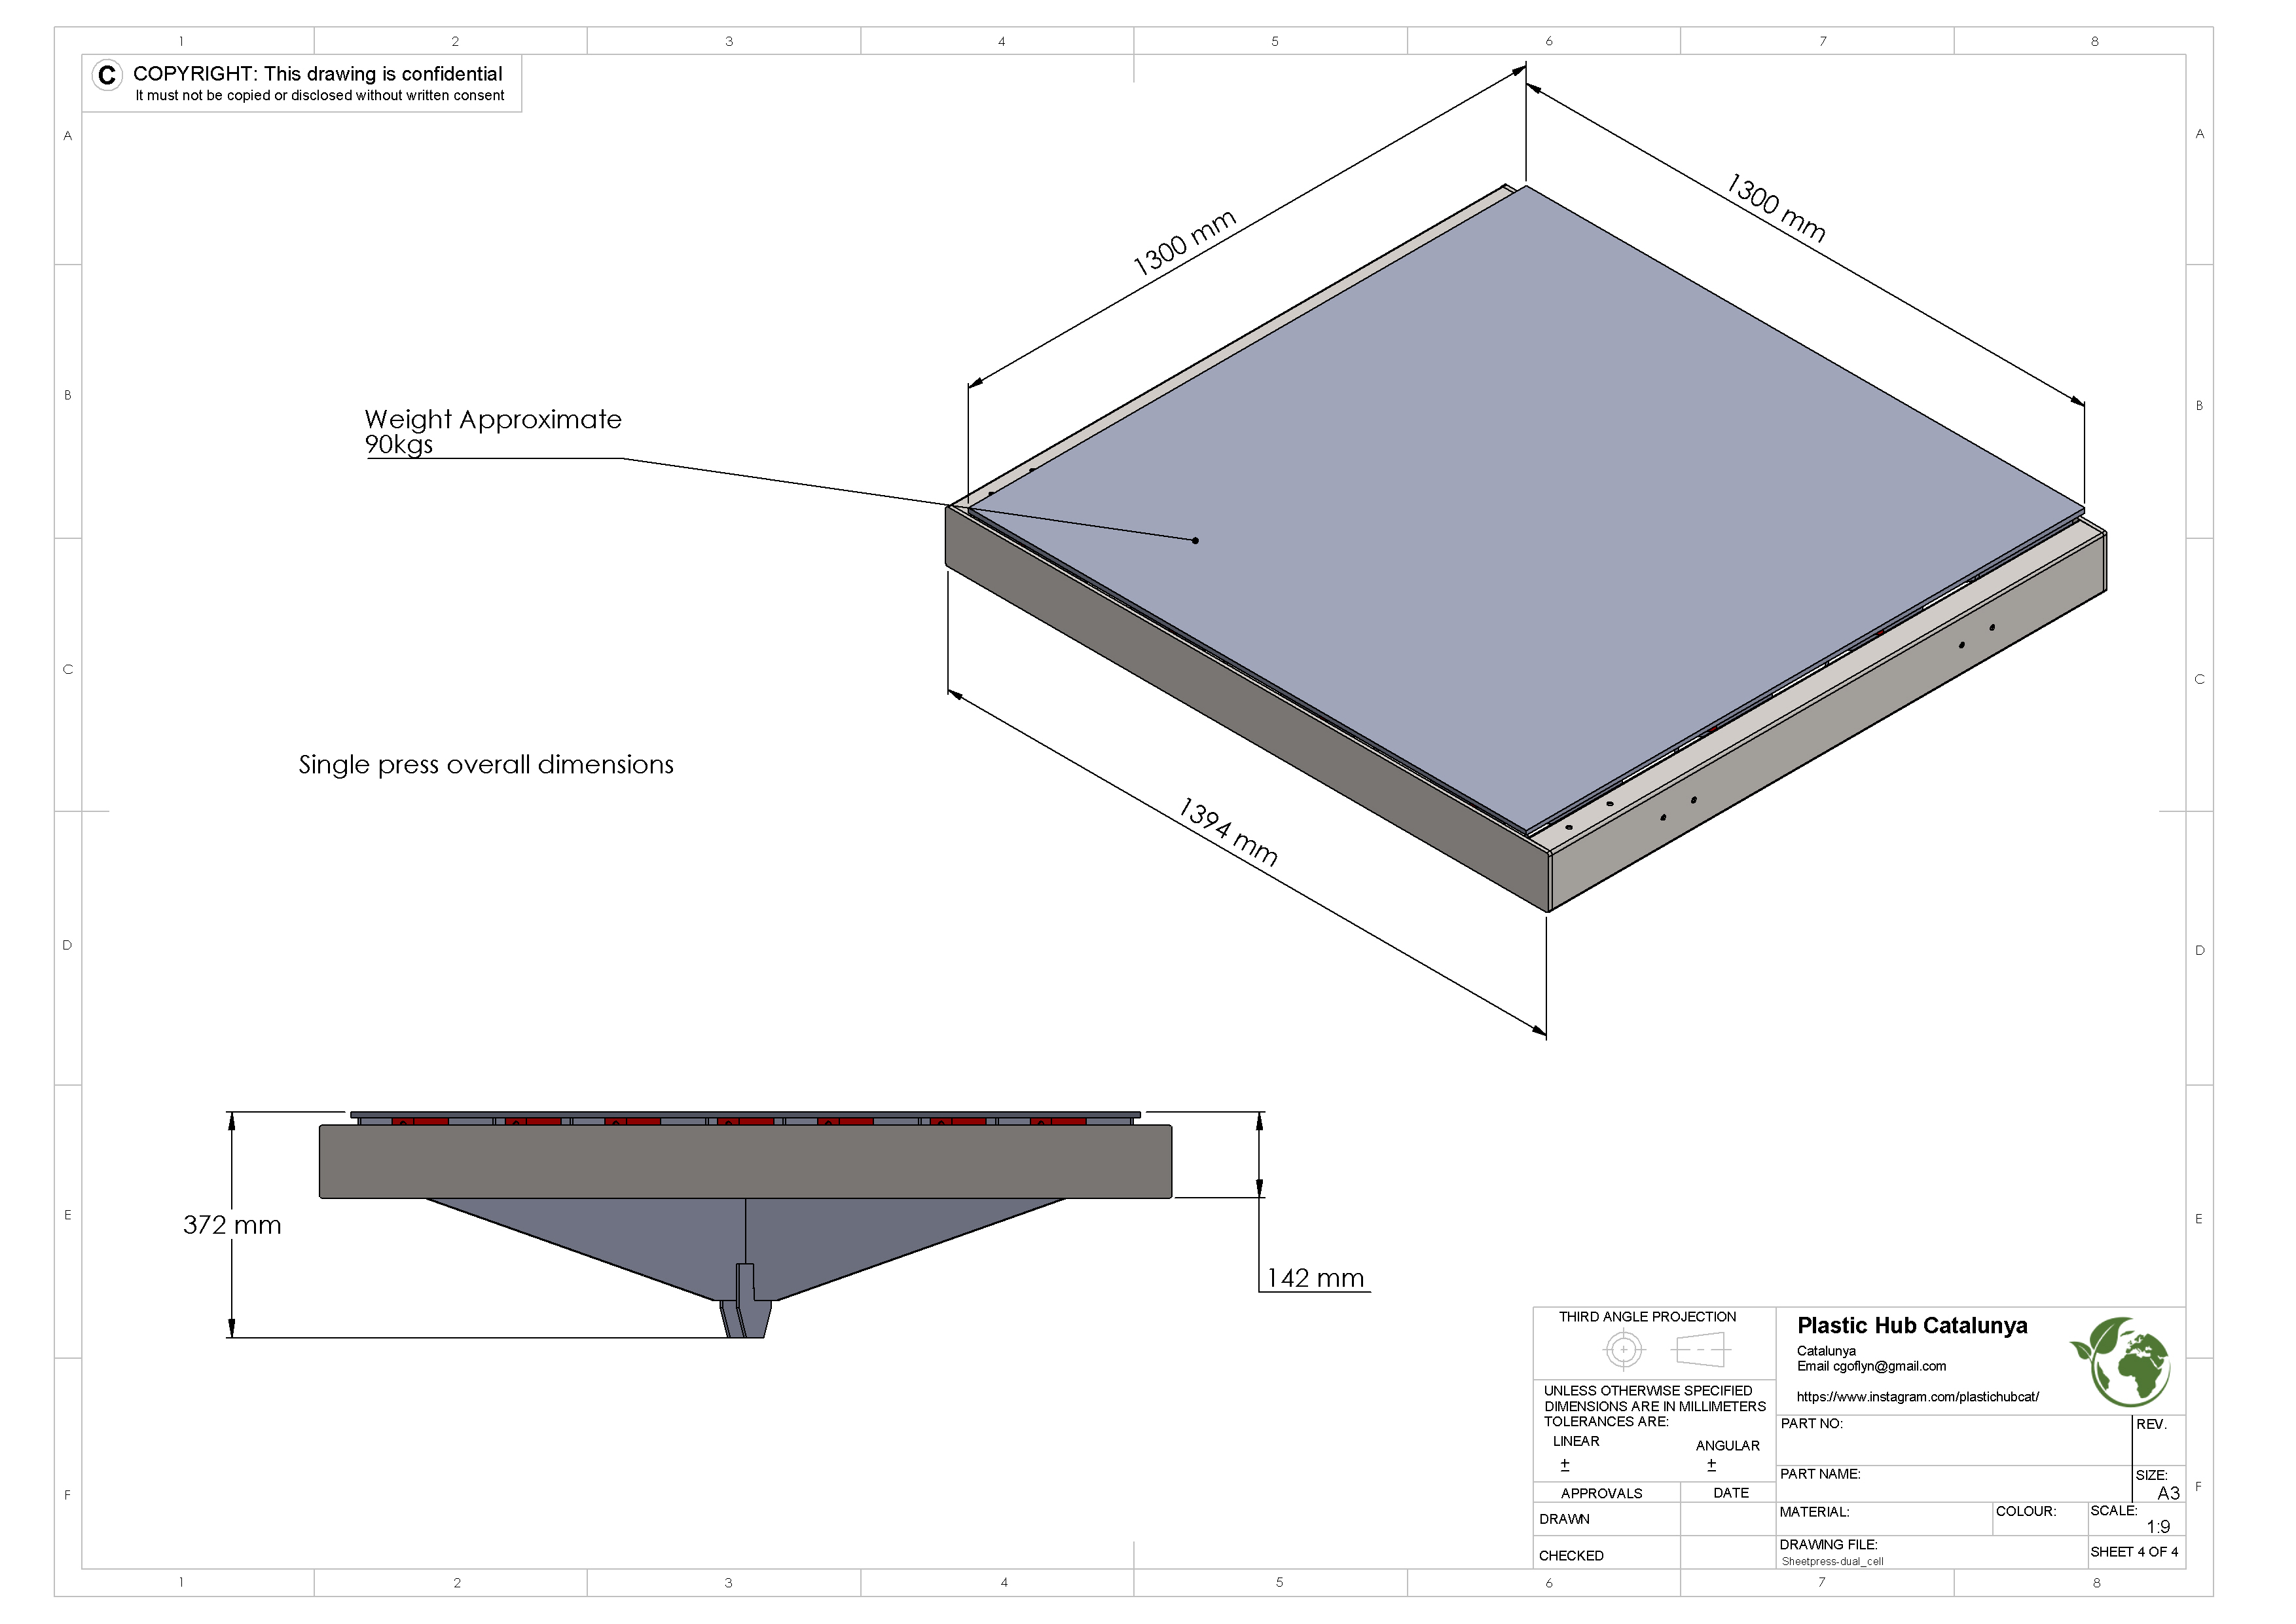 1 2 3 4 5 6 7 8
C COPYRIGHT: This drawing is confidential
It must not be copied or disclosed without written consent
A A
1300 mm
1300 mm
B B
Weight Approximate
90kgs
C C
Single press overall dimensions
1394 mm
D D
E E
372 mm
142 mm
THIRD ANGLE PROJECTION
UNLESS OTHERWISE SPECIFIED
DIMENSIONS ARE IN MILLIMETERS
TOLERANCES ARE:
LINEAR
±
ANGULAR
±
APPROVALS DATE
DRAWN
CHECKED
Plastic Hub Catalunya
Catalunya
Email cgoflyn@gmail.com
https://www.instagram.com/plastichubcat/
PART NO: REV.
PART NAME: SIZE:
A3
MATERIAL: COLOUR: SCALE:
1:9
DRAWING FILE:
Sheetpress-dual_cell
SHEET 4 OF 4
F F
1 2 3 4 5 6 7 8